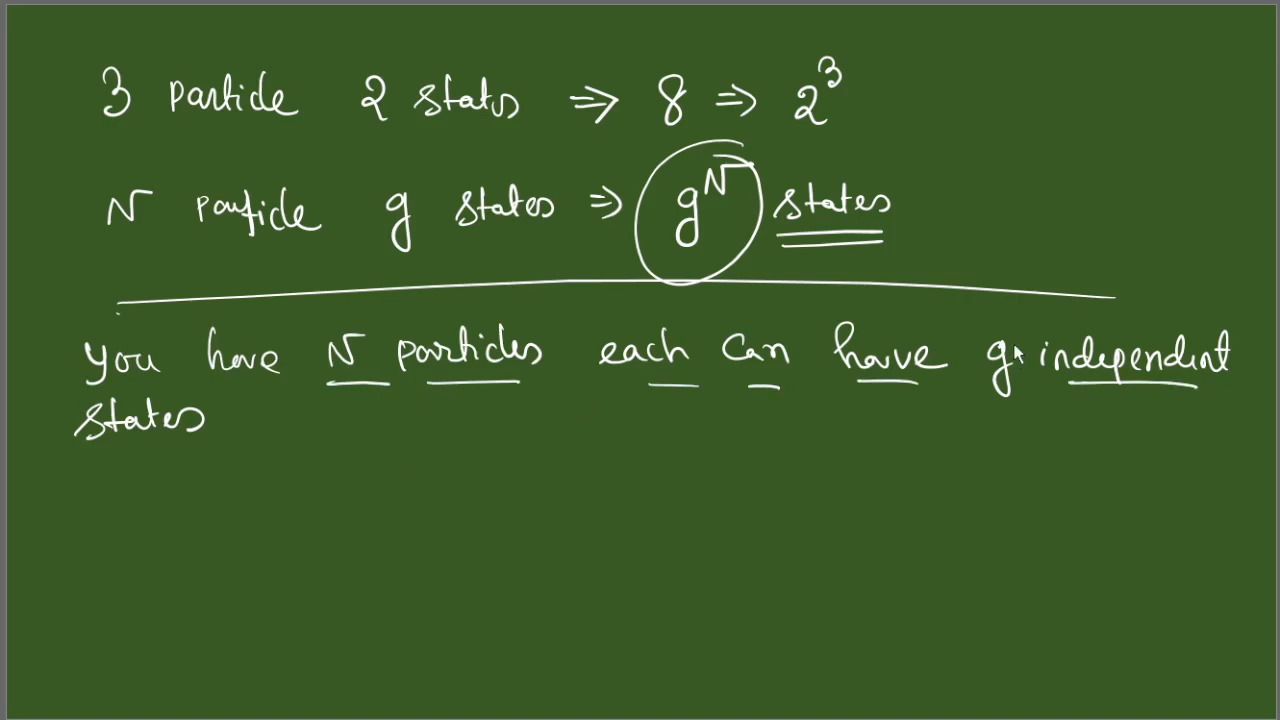 3 particle 2 states ⇒ 8 ⇒ 2³
N particle g states ⇒ g^N states
you have N particles each can have g independent
states